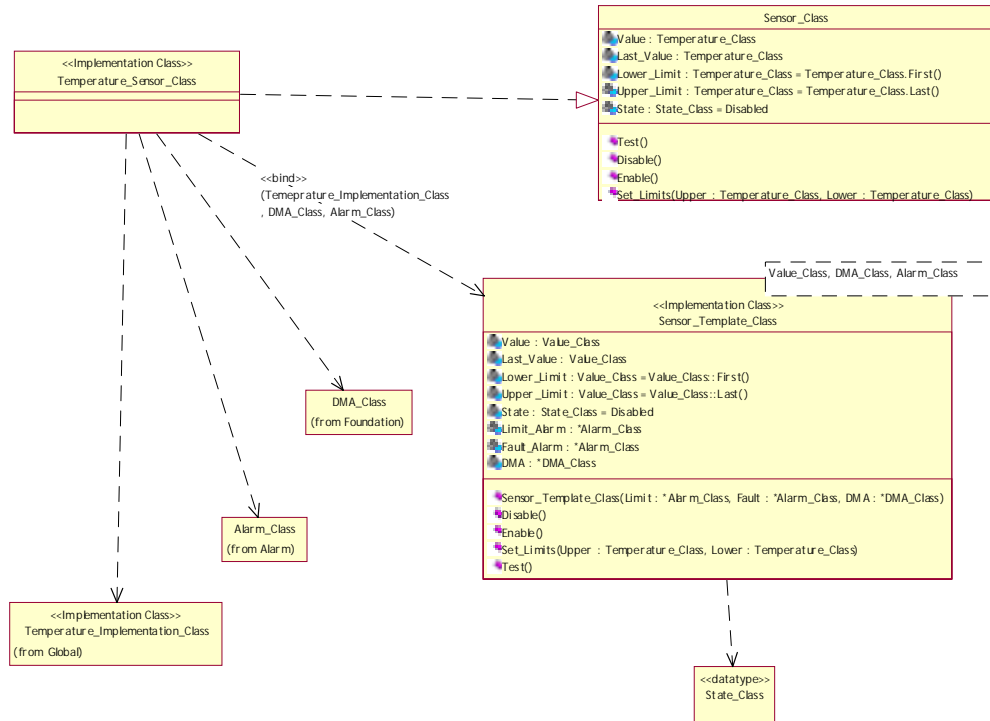 Sensor_Class
Value : Temperature_Class
Last_Value : Temperature_Class
Lower_Limit : Temperature_Class = Temperature_Class.First()
Upper_Limit : Temperature_Class = Temperature_Class.Last()
State : State_Class = Disabled
Test()
Disable()
Enable()
Set_Limits(Upper : Temperature_Class, Lower : Temperature_Class)
<<Implementation Class>>
Temperature_Sensor_Class
<<bind>>
(Temeprature_Implementation_Class
, DMA_Class, Alarm_Class)
Value_Class, DMA_Class, Alarm_Class
<<Implementation Class>>
Sensor_Template_Class
Value : Value_Class
Last_Value : Value_Class
Lower_Limit : Value_Class = Value_Class::First()
Upper_Limit : Value_Class = Value_Class::Last()
State : State_Class = Disabled
Limit_Alarm : *Alarm_Class
Fault_Alarm : *Alarm_Class
DMA : *DMA_Class
Sensor_Template_Class(Limit : *Alarm_Class, Fault : *Alarm_Class, DMA : *DMA_Class)
Disable()
Enable()
Set_Limits(Upper : Temperature_Class, Lower : Temperature_Class)
Test()
DMA_Class
(from Foundation)
Alarm_Class
(from Alarm)
<<Implementation Class>>
Temperature_Implementation_Class
(from Global)
<<datatype>>
State_Class